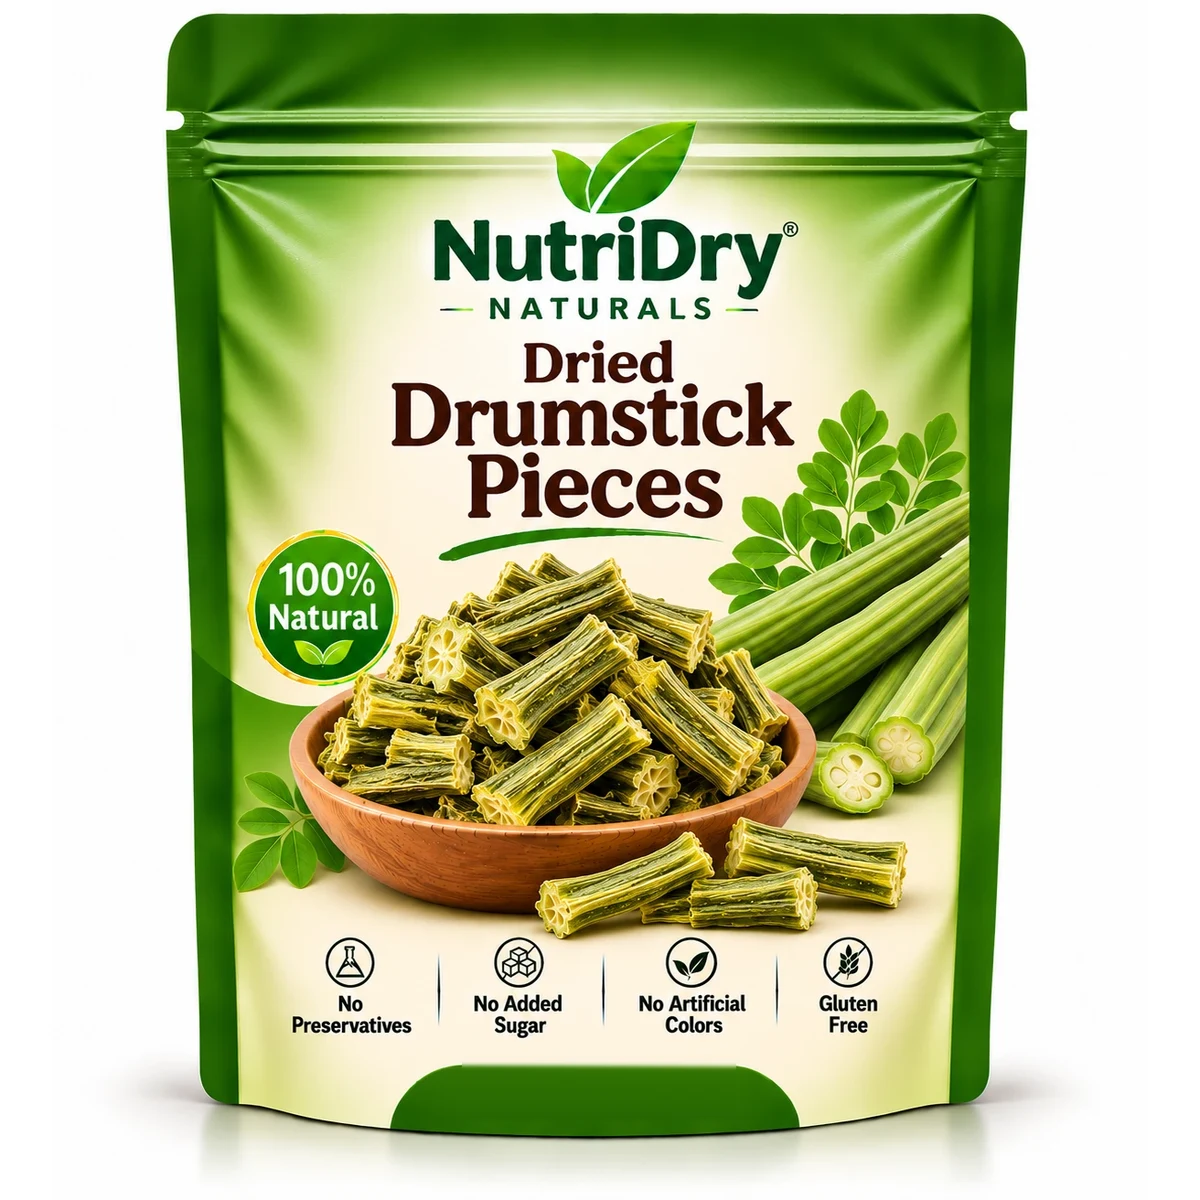 NutriDry®
NATURALS
Dried
Drumstick
Pieces
100%
Natural
No
Preservatives
No Added
Sugar
No Artificial
Colors
Gluten
Free